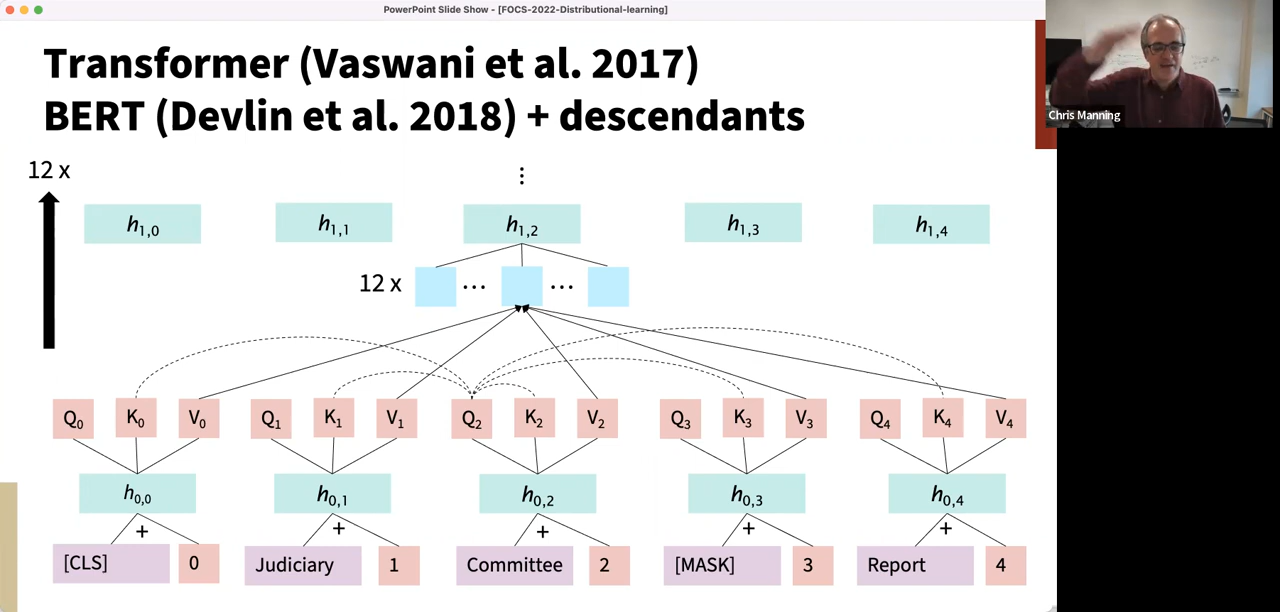 PowerPoint Slide Show - [FOCS-2022-Distributional-learning]
Transformer (Vaswani et al. 2017)
BERT (Devlin et al. 2018) + descendants
Chris Manning
12 x
⋮
h1,0 h1,1 h1,2 h1,3 h1,4
12 x ... ...
Q0 K0 V0 Q1 K1 V1 Q2 K2 V2 Q3 K3 V3 Q4 K4 V4
h0,0 h0,1 h0,2 h0,3 h0,4
+ + + + +
[CLS] 0 Judiciary 1 Committee 2 [MASK] 3 Report 4